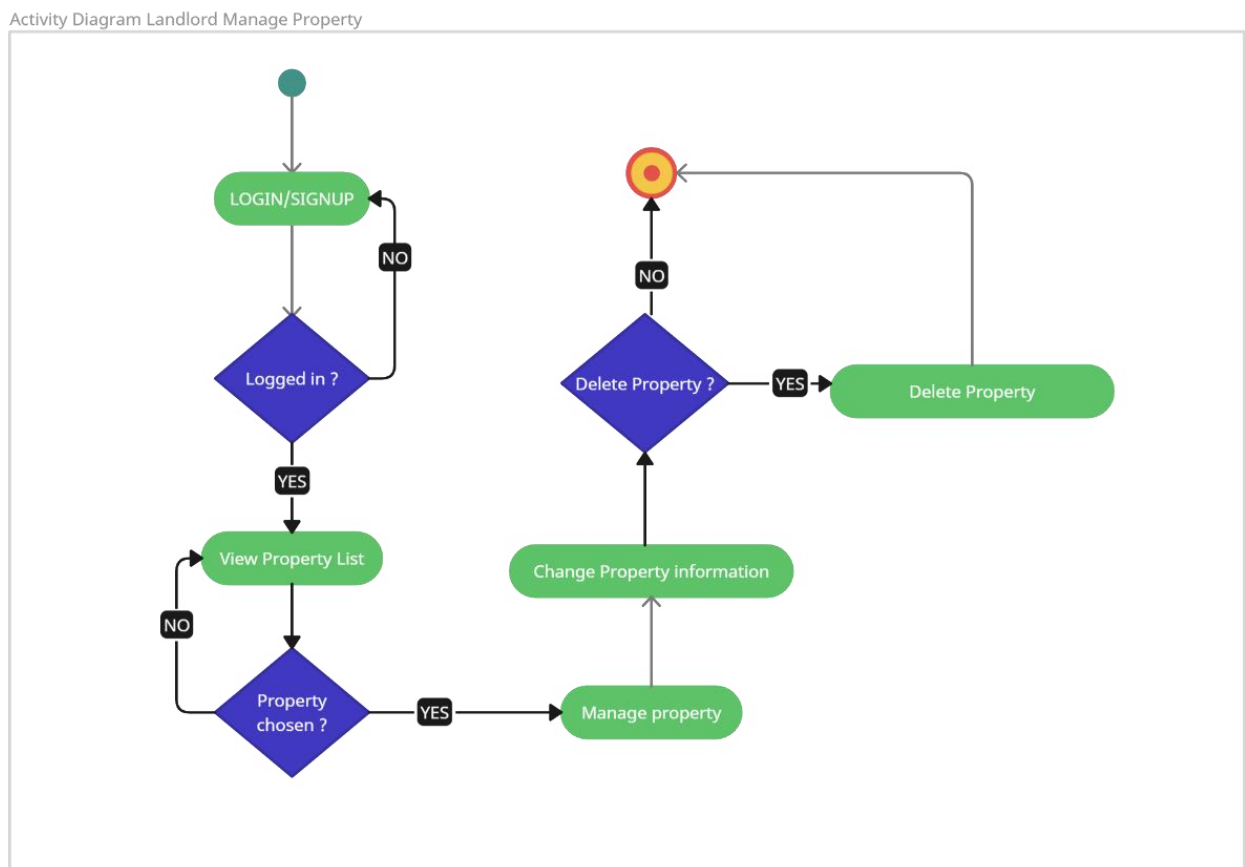 Activity Diagram Landlord Manage Property
LOGIN/SIGNUP
NO
Logged in ?
YES
View Property List
NO
Property
chosen ?
YES
Manage property
Change Property information
Delete Property ?
NO
YES
Delete Property